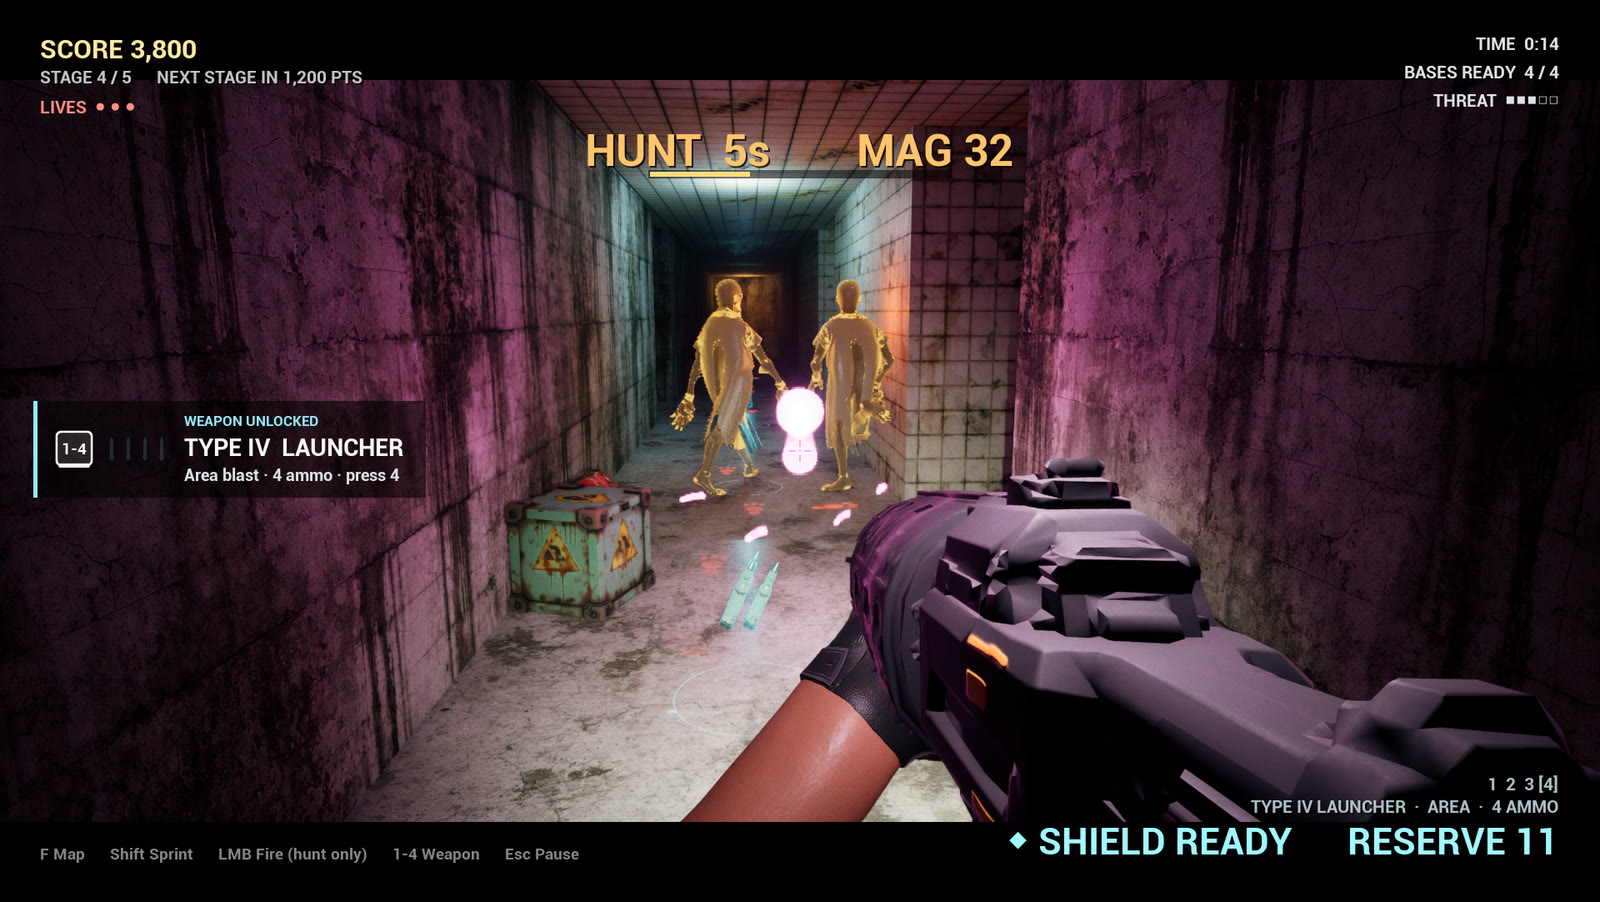 SCORE 3,800
STAGE 4 / 5 NEXT STAGE IN 1,200 PTS
LIVES
TIME 0:14
BASES READY 4 / 4
THREAT
HUNT 5s MAG 32
WEAPON UNLOCKED
1-4
TYPE IV LAUNCHER
Area blast · 4 ammo · press 4
1 2 3 [4]
TYPE IV LAUNCHER · AREA · 4 AMMO
SHIELD READY RESERVE 11
F Map Shift Sprint LMB Fire (hunt only) 1-4 Weapon Esc Pause